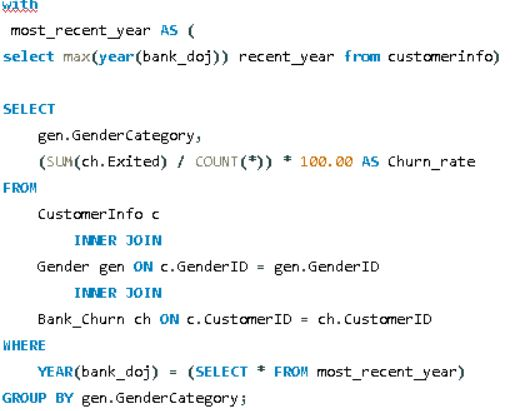 with
most_recent_year AS (
select max(year(bank_doj)) recent_year from customerinfo)
SELECT
gen.GenderCategory,
(SUM(ch.Exited) / COUNT(*)) * 100.00 AS Churn_rate
FROM
CustomerInfo c
INNER JOIN
Gender gen ON c.GenderID = gen.GenderID
INNER JOIN
Bank_Churn ch ON c.CustomerID = ch.CustomerID
WHERE
YEAR(bank_doj) = (SELECT * FROM most_recent_year)
GROUP BY gen.GenderCategory;